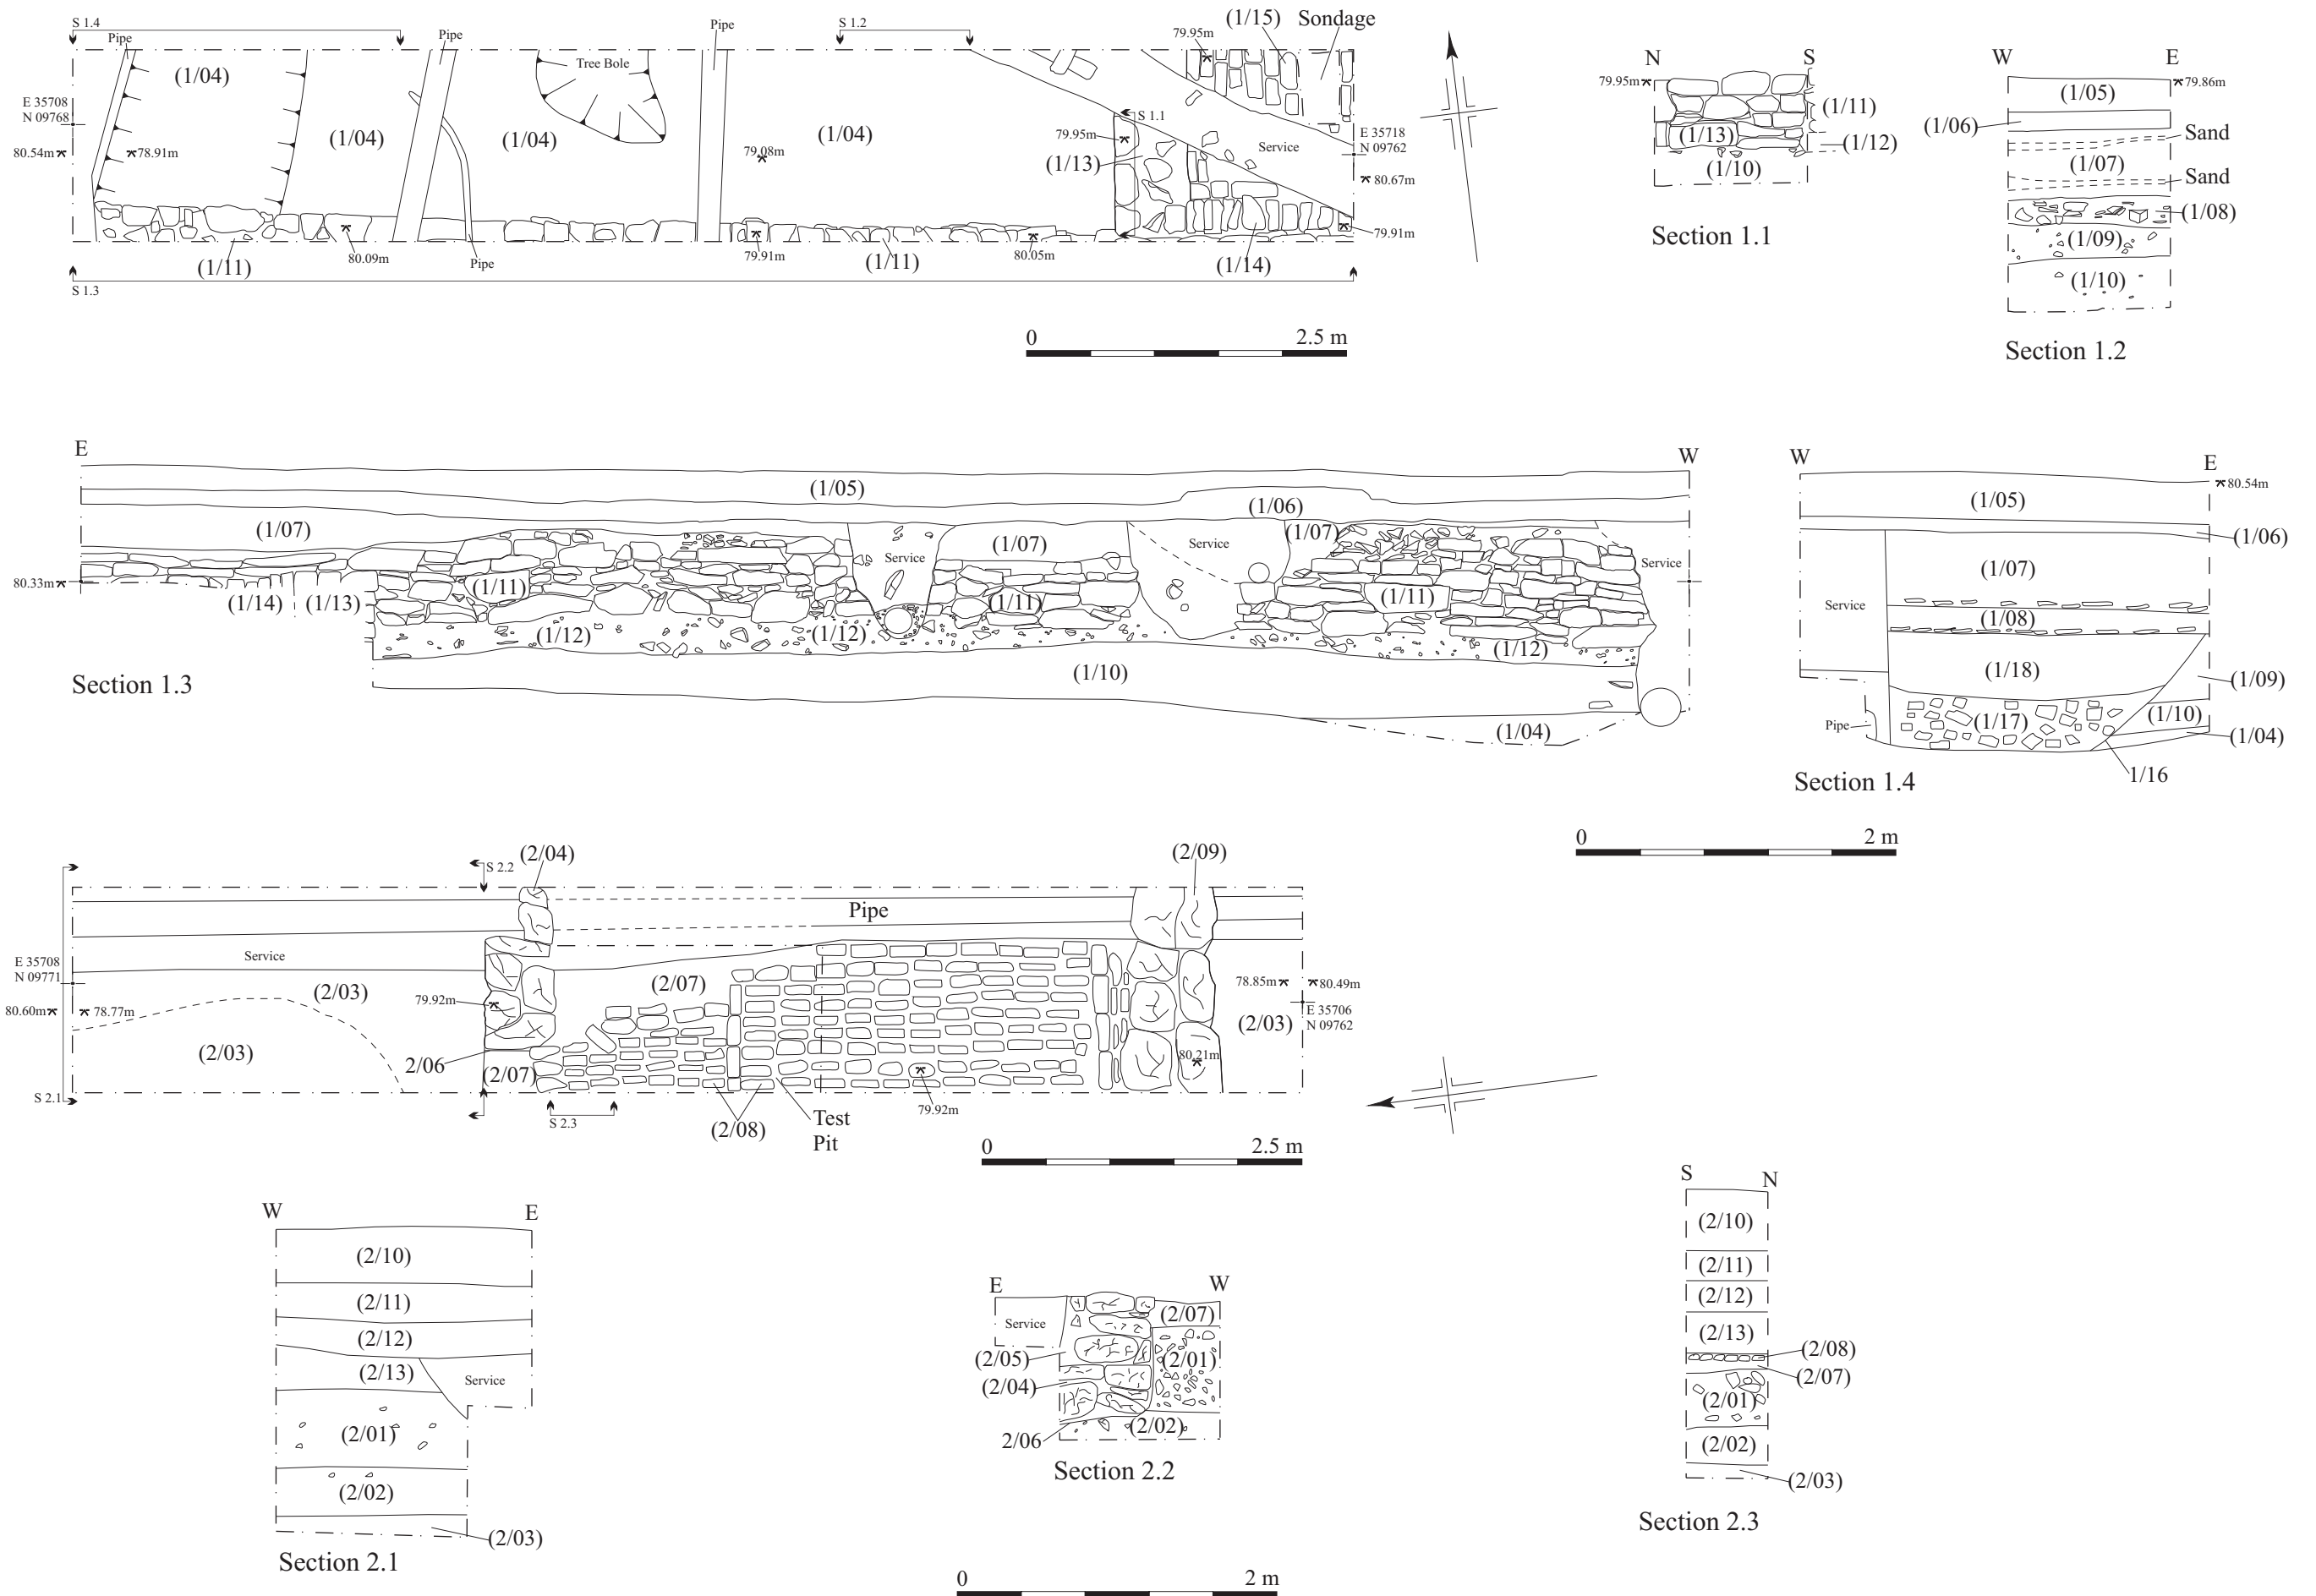 S 1.4
Pipe
Pipe
Pipe
S 1.2
(1/15) Sondage
79.95m
(1/04)
Tree Bole
E 35708
N 09768
(1/04)
(1/04)
(1/04)
S 1.1
79.95m
E 35718
N 09762
80.54m
78.91m
79.08m
(1/13)
Service
80.67m
(1/11)
80.09m
Pipe
79.91m
(1/11)
80.05m
(1/14)
79.91m
S 1.3
0 2.5 m
N S
79.95m
(1/11)
(1/13)
(1/12)
(1/10)
Section 1.1
W E
79.86m
(1/05)
(1/06)
Sand
(1/07)
Sand
(1/08)
(1/09)
(1/10)
Section 1.2
E W
(1/05)
(1/06)
(1/07)
Service
(1/07)
Service
(1/07)
Service
80.33m
(1/14)
(1/13)
(1/11)
(1/11)
(1/11)
(1/12)
(1/12)
(1/12)
(1/10)
(1/04)
Section 1.3
W E
80.54m
(1/05)
(1/06)
(1/07)
Service
(1/08)
(1/18)
(1/09)
(1/17)
(1/10)
Pipe
(1/04)
1/16
Section 1.4
0 2 m
S 2.2
(2/04)
(2/09)
Pipe
Service
E 35708
N 09771
(2/03)
79.92m
(2/07)
78.85m
80.49m
80.60m
78.77m
E 35706
N 09762
(2/03)
(2/03)
2/06
(2/07)
80.21m
S 2.1
S 2.3
(2/08)
Test
Pit
79.92m
0 2.5 m
W E
(2/10)
(2/11)
(2/12)
(2/13)
Service
(2/01)
(2/02)
(2/03)
Section 2.1
E W
Service
(2/07)
(2/05)
(2/01)
(2/04)
(2/02)
2/06
Section 2.2
S N
(2/10)
(2/11)
(2/12)
(2/13)
(2/08)
(2/07)
(2/01)
(2/02)
(2/03)
Section 2.3
0 2 m